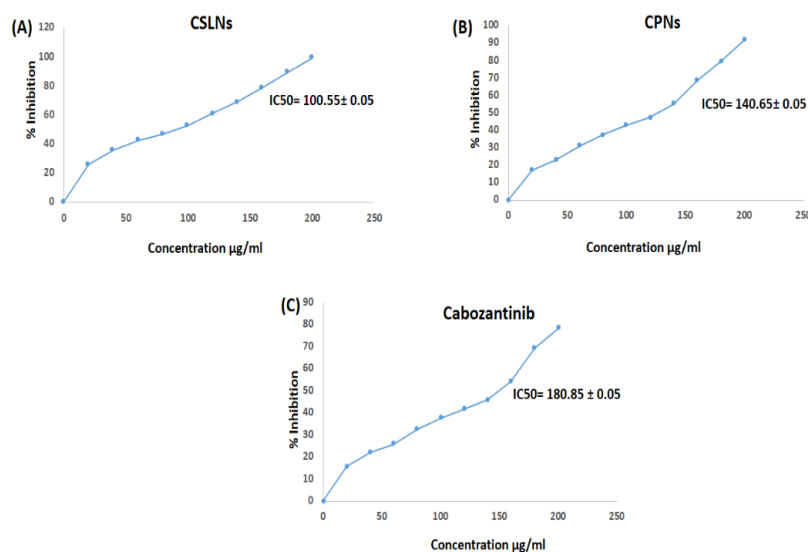 (A)
CSLNs
120
100
80
60
40
20
0
% Inhibition
IC50= 100.55± 0.05
0 50 100 150 200 250
Concentration µg/ml
(B)
CPNs
100
90
80
70
60
50
40
30
20
10
0
% Inhibition
IC50= 140.65± 0.05
0 50 100 150 200 250
Concentration µg/ml
(C)
Cabozantinib
90
80
70
60
50
40
30
20
10
0
% Inhibition
IC50= 180.85 ± 0.05
0 50 100 150 200 250
Concentration µg/ml